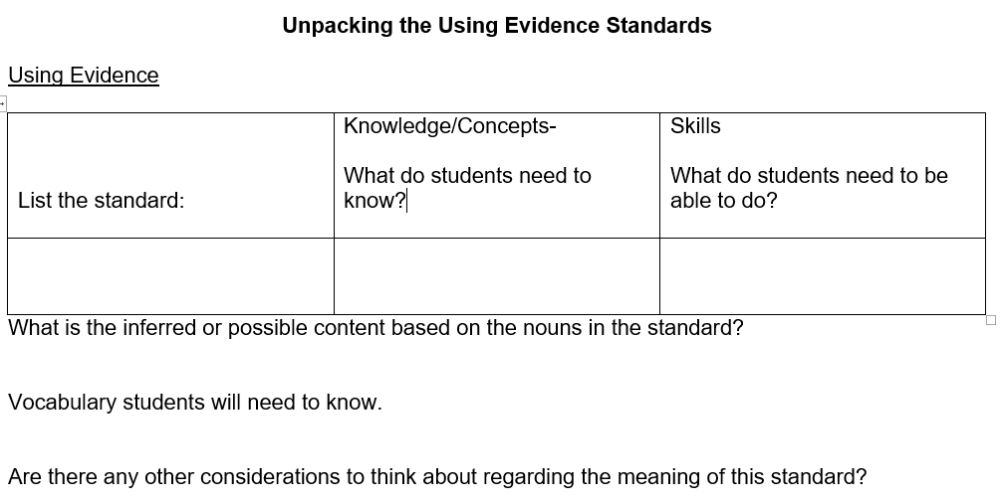 Unpacking the Using Evidence Standards
Using Evidence
Knowledge/Concepts-
What do students need to
know?
Skills
What do students need to be
able to do?
List the standard:
What is the inferred or possible content based on the nouns in the standard?
Vocabulary students will need to know.
Are there any other considerations to think about regarding the meaning of this standard?